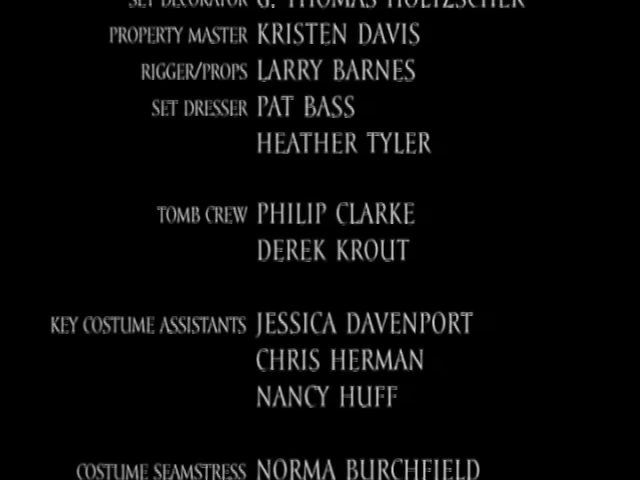 SET DECORATOR G. THOMAS HOLTZSCHER
PROPERTY MASTER KRISTEN DAVIS
RIGGER/PROPS LARRY BARNES
SET DRESSER PAT BASS
HEATHER TYLER
TOMB CREW PHILIP CLARKE
DEREK KROUT
KEY COSTUME ASSISTANTS JESSICA DAVENPORT
CHRIS HERMAN
NANCY HUFF
COSTUME SEAMSTRESS NORMA BURCHFIELD